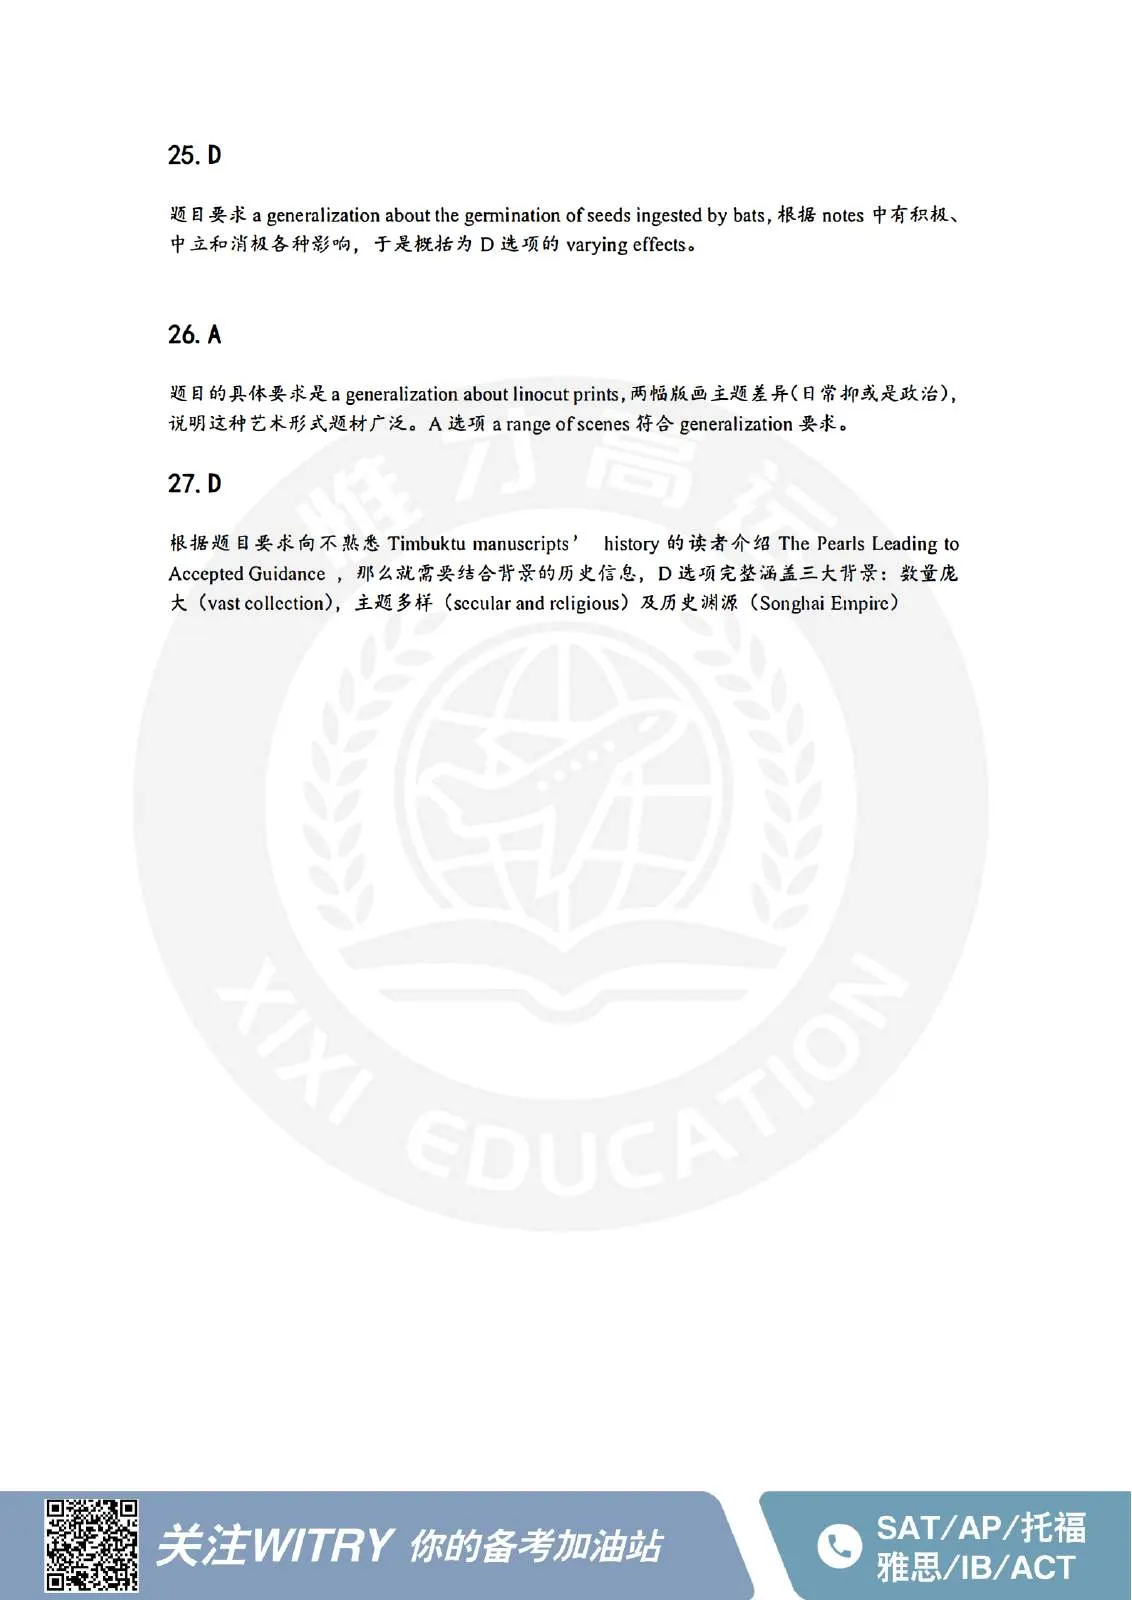 25. D
题目要求 a generalization about the germination of seeds ingested by bats, 根据 notes 中有积极、
中立和消极各种影响，于是概括为 D 选项的 varying effects。
26. A
题目的具体要求是 a generalization about linocut prints, 两幅版画主题差异（日常抑或是政治），
说明这种艺术形式题材广泛。A 选项 a range of scenes 符合 generalization 要求。
27. D
根据题目要求向不熟悉 Timbuktu manuscripts’ history 的读者介绍 The Pearls Leading to
Accepted Guidance ，那么就需要结合背景的历史信息，D 选项完整涵盖三大背景：数量庞
大（vast collection），主题多样（secular and religious）及历史渊源（Songhai Empire）
惟力高远
XIXI EDUCATION
关注WITRY 你的备考加油站
SAT/AP/托福
雅思/IB/ACT